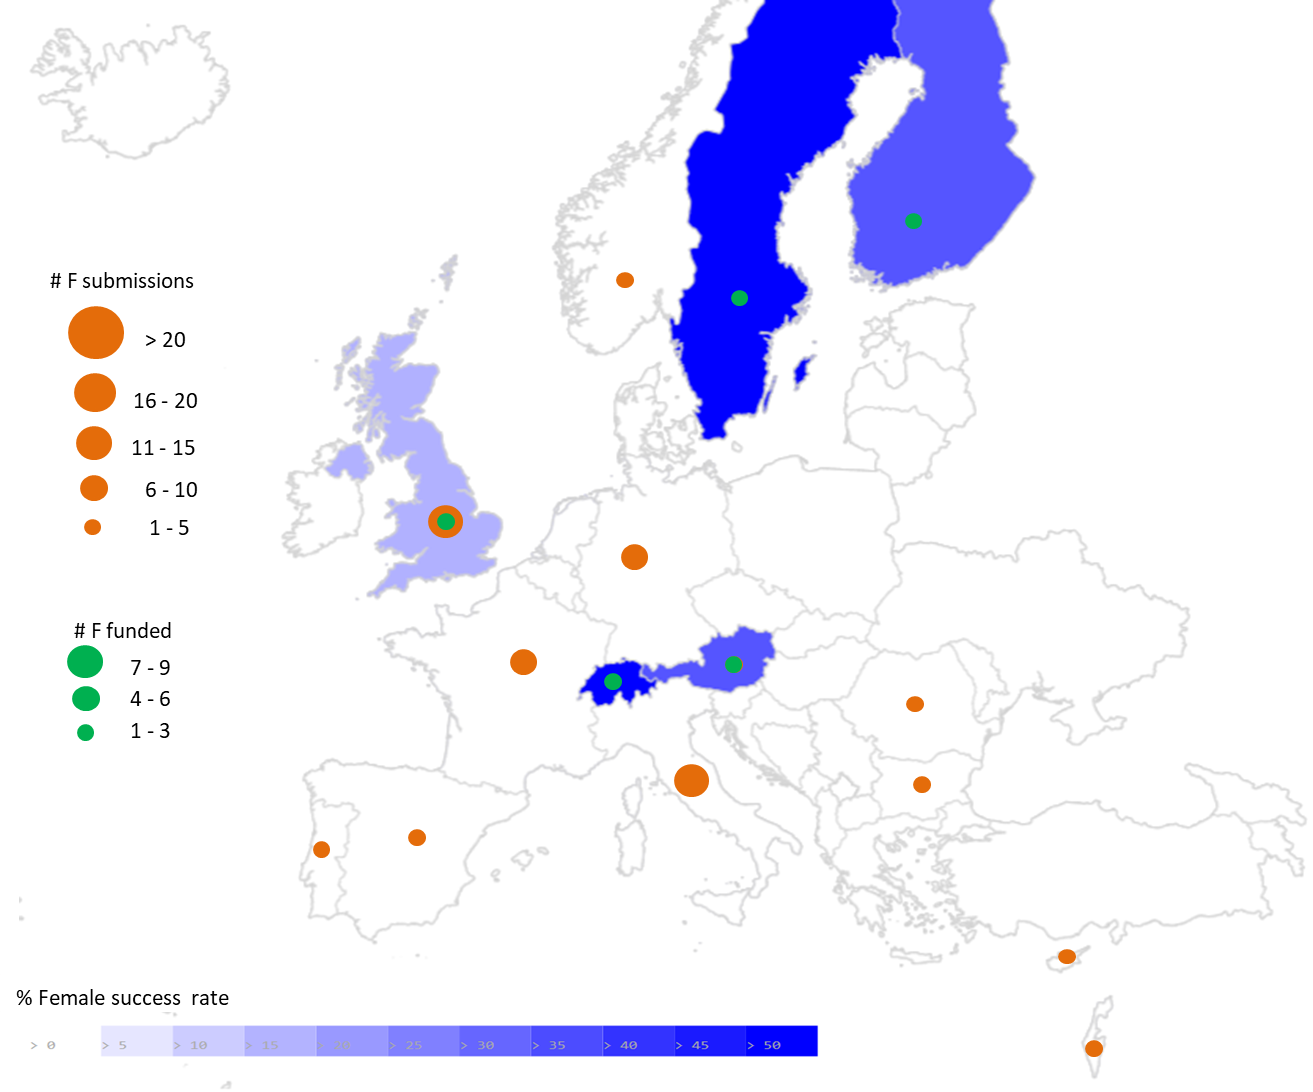 # F submissions
> 20
16 - 20
11 - 15
6 - 10
1 - 5
# F funded
7 - 9
4 - 6
1 - 3
% Female success rate
> 0 > 5 > 10 > 15 > 20 > 25 > 30 > 35 > 40 > 45 > 50